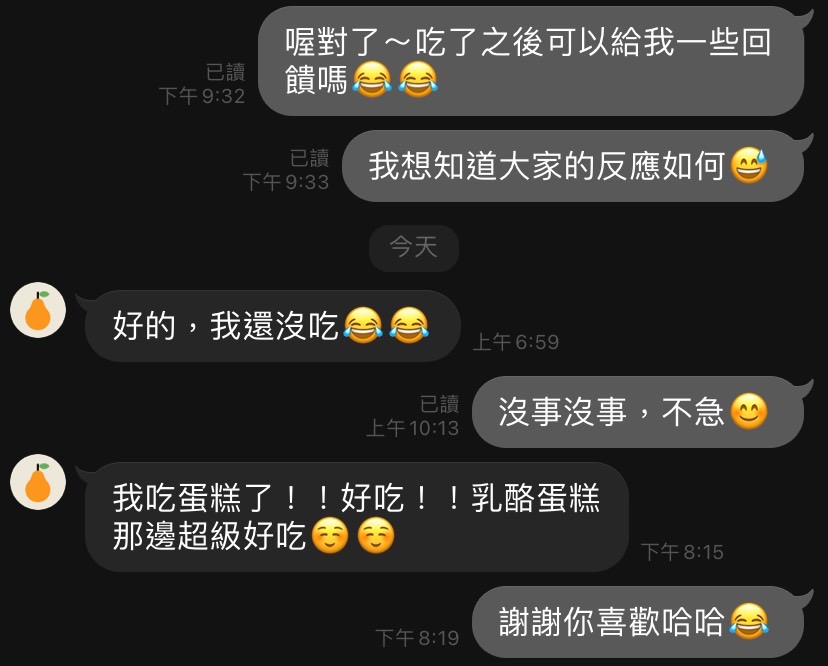 喔對了～吃了之後可以給我一些回
饋嗎😂😂
已讀
下午 9:32
我想知道大家的反應如何😅
已讀
下午 9:33
今天
好的，我還沒吃😂😂
上午 6:59
沒事沒事，不急😊
已讀
上午 10:13
我吃蛋糕了！！好吃！！乳酪蛋糕
那邊超級好吃☺️☺️
下午 8:15
謝謝你喜歡哈哈😂
下午 8:19